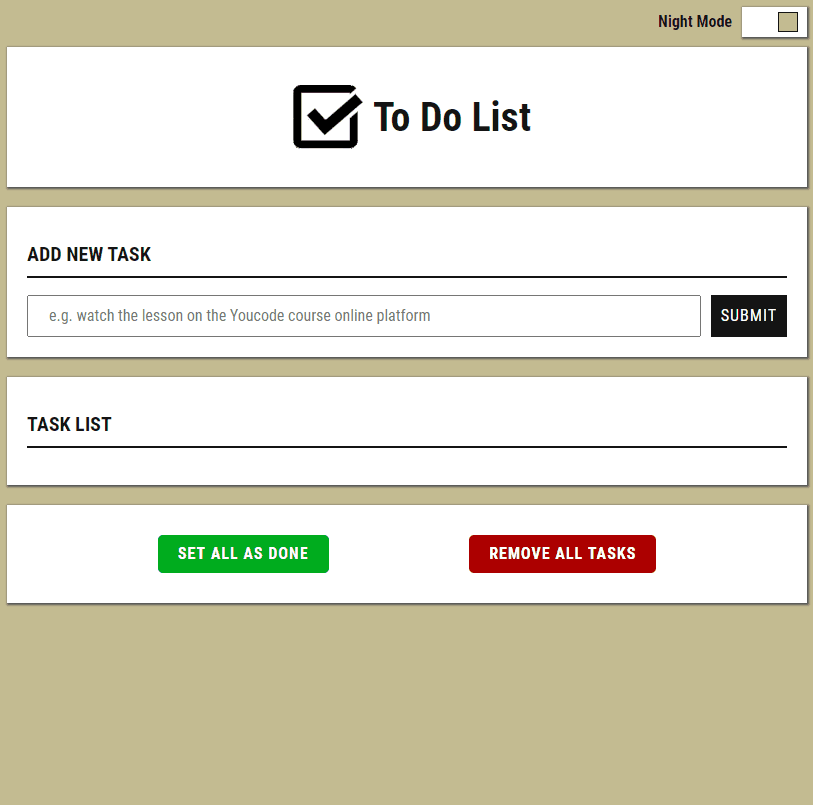 Night Mode
To Do List
ADD NEW TASK
e.g. watch the lesson on the Youcode course online platform
SUBMIT
TASK LIST
SET ALL AS DONE
REMOVE ALL TASKS